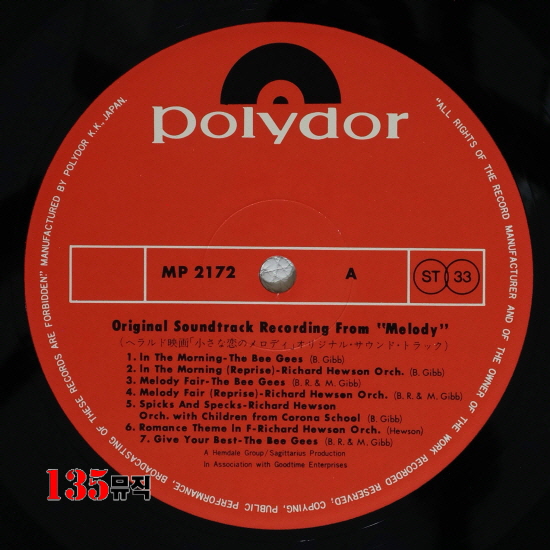 polydor
"ALL RIGHTS OF THE RECORD MANUFACTURER AND OF THE OWNER OF THE WORK RECORDED RESERVED, COPYING, PUBLIC PERFORMANCE, BROADCASTING OF THESE RECORDS ARE FORBIDDEN." MANUFACTURED BY POLYDOR K.K., JAPAN.
MP 2172 A ST 33
Original Soundtrack Recording From "Melody"
(ヘラルド映画「小さな恋のメロディ」オリジナル・サウンド・トラック)
1. In The Morning-The Bee Gees (B. Gibb)
2. In The Morning (Reprise)-Richard Hewson Orch. (B. Gibb)
3. Melody Fair-The Bee Gees (B. R. & M. Gibb)
4. Melody Fair (Reprise)-Richard Hewson Orch. (B. R. & M. Gibb)
5. Spicks And Specks-Richard Hewson
Orch. with Children from Corona School (B. Gibb)
6. Romance Theme In F-Richard Hewson Orch. (Hewson)
7. Give Your Best-The Bee Gees (B. R. & M. Gibb)
A Hemdale Group/Sagittarius Production
In Association with Goodtime Enterprises
135뮤직